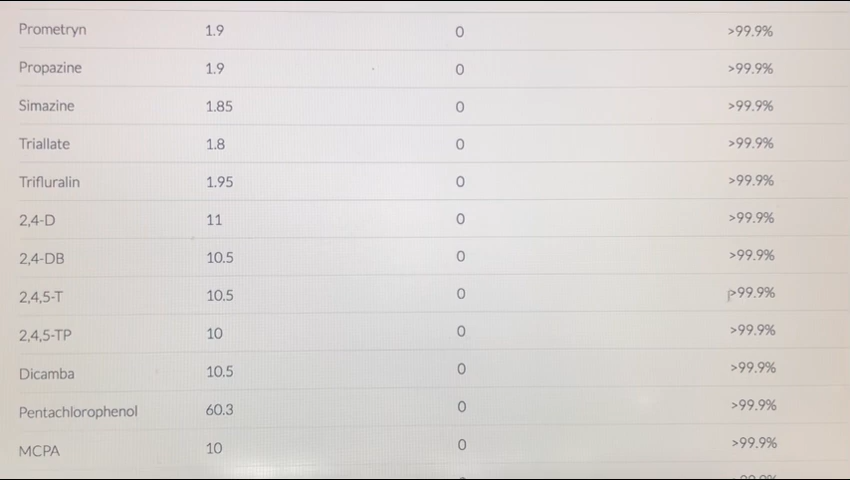 Prometryn 1.9 0 >99.9%
Propazine 1.9 0 >99.9%
Simazine 1.85 0 >99.9%
Triallate 1.8 0 >99.9%
Trifluralin 1.95 0 >99.9%
2,4-D 11 0 >99.9%
2,4-DB 10.5 0 >99.9%
2,4,5-T 10.5 0 >99.9%
2,4,5-TP 10 0 >99.9%
Dicamba 10.5 0 >99.9%
Pentachlorophenol 60.3 0 >99.9%
MCPA 10 0 >99.9%